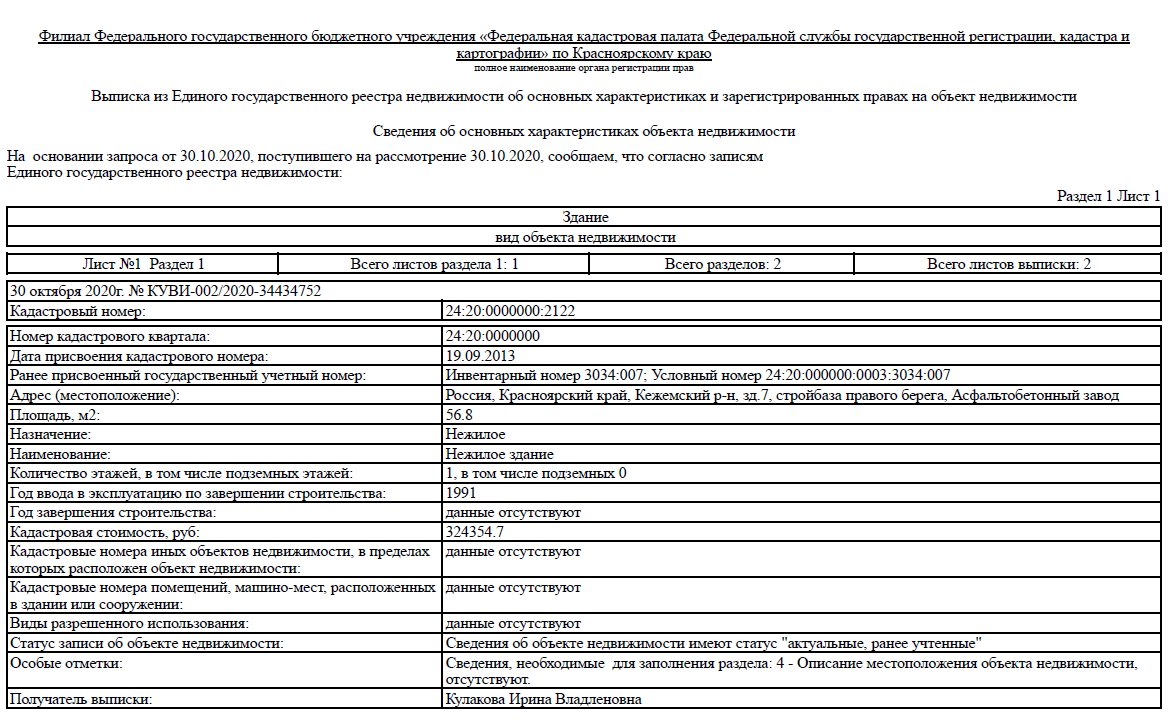 Филиал Федерального государственного бюджетного учреждения «Федеральная кадастровая палата Федеральной службы государственной регистрации, кадастра и
картографии» по Красноярскому краю
полное наименование органа регистрации прав
Выписка из Единого государственного реестра недвижимости об основных характеристиках и зарегистрированных правах на объект недвижимости
Сведения об основных характеристиках объекта недвижимости
На основании запроса от 30.10.2020, поступившего на рассмотрение 30.10.2020, сообщаем, что согласно записям
Единого государственного реестра недвижимости:
Раздел 1 Лист 1
Здание
вид объекта недвижимости
Лист №1 Раздел 1 Всего листов раздела 1: 1 Всего разделов: 2 Всего листов выписки: 2
30 октября 2020г. № КУВИ-002/2020-34434752
Кадастровый номер: 24:20:0000000:2122
Номер кадастрового квартала: 24:20:0000000
Дата присвоения кадастрового номера: 19.09.2013
Ранее присвоенный государственный учетный номер: Инвентарный номер 3034:007; Условный номер 24:20:000000:0003:3034:007
Адрес (местоположение): Россия, Красноярский край, Кежемский р-н, зд.7, стройбаза правого берега, Асфальтобетонный завод
Площадь, м2: 56.8
Назначение: Нежилое
Наименование: Нежилое здание
Количество этажей, в том числе подземных этажей: 1, в том числе подземных 0
Год ввода в эксплуатацию по завершении строительства: 1991
Год завершения строительства: данные отсутствуют
Кадастровая стоимость, руб: 324354.7
Кадастровые номера иных объектов недвижимости, в пределах данные отсутствуют
которых расположен объект недвижимости:
Кадастровые номера помещений, машино-мест, расположенных данные отсутствуют
в здании или сооружении:
Виды разрешенного использования: данные отсутствуют
Статус записи об объекте недвижимости: Сведения об объекте недвижимости имеют статус "актуальные, ранее учтенные"
Особые отметки: Сведения, необходимые для заполнения раздела: 4 - Описание местоположения объекта недвижимости,
отсутствуют.
Получатель выписки: Кулакова Ирина Владленовна